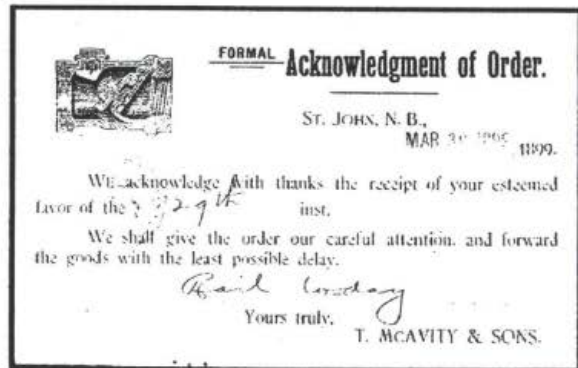 FORMAL Acknowledgment of Order.
ST. JOHN, N. B.,
MAR 30 1899.
WE acknowledge with thanks the receipt of your esteemed
favor of the 29th inst.
We shall give the order our careful attention, and forward
the goods with the least possible delay.
Yours truly,
T. MCAVITY & SONS.